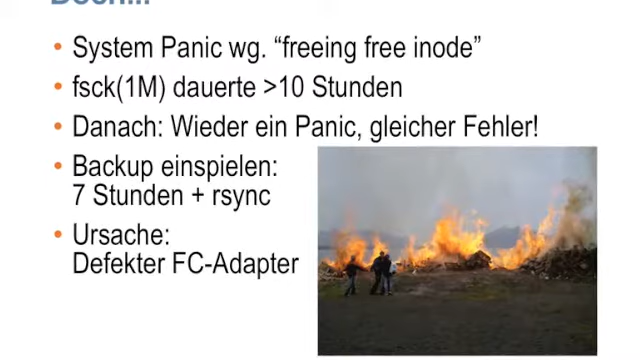 Doch...
System Panic wg. “freeing free inode”
fsck(1M) dauerte >10 Stunden
Danach: Wieder ein Panic, gleicher Fehler!
Backup einspielen:
7 Stunden + rsync
Ursache:
Defekter FC-Adapter